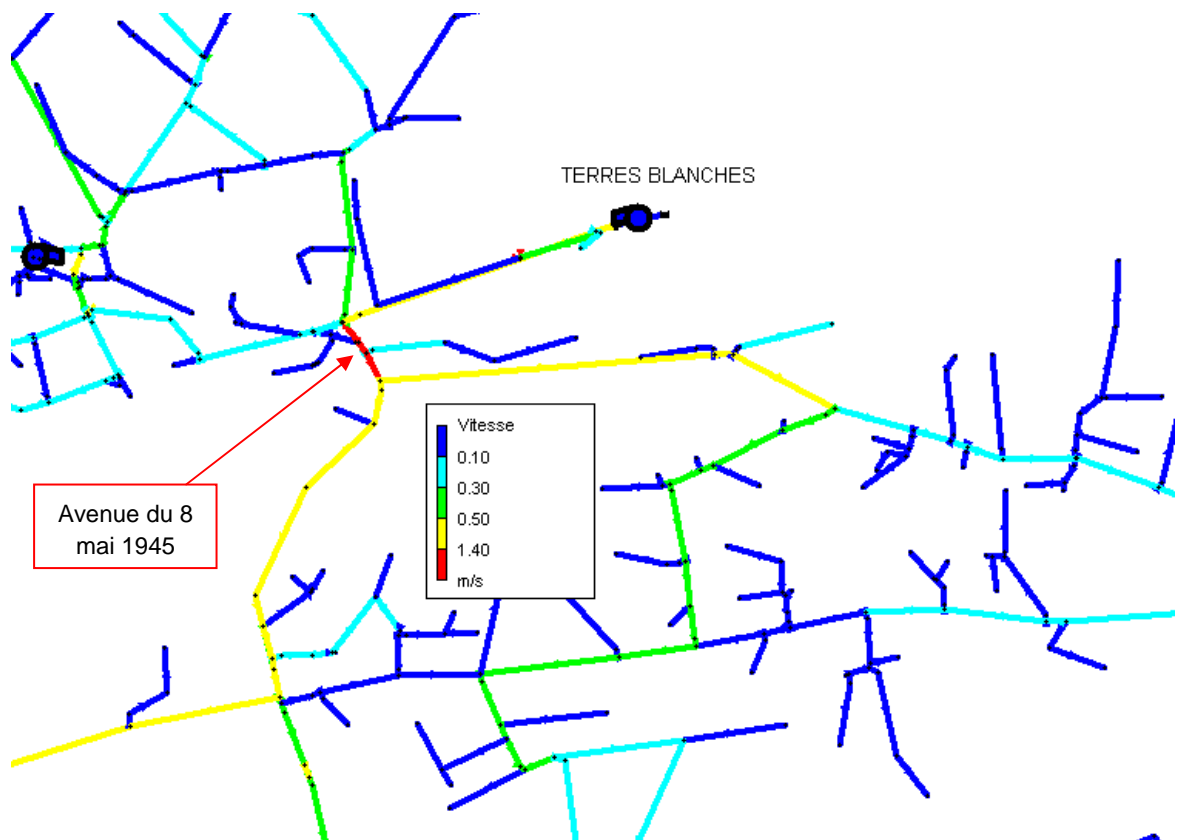 TERRES BLANCHES
Vitesse
0.10
0.30
0.50
1.40
m/s
Avenue du 8
mai 1945